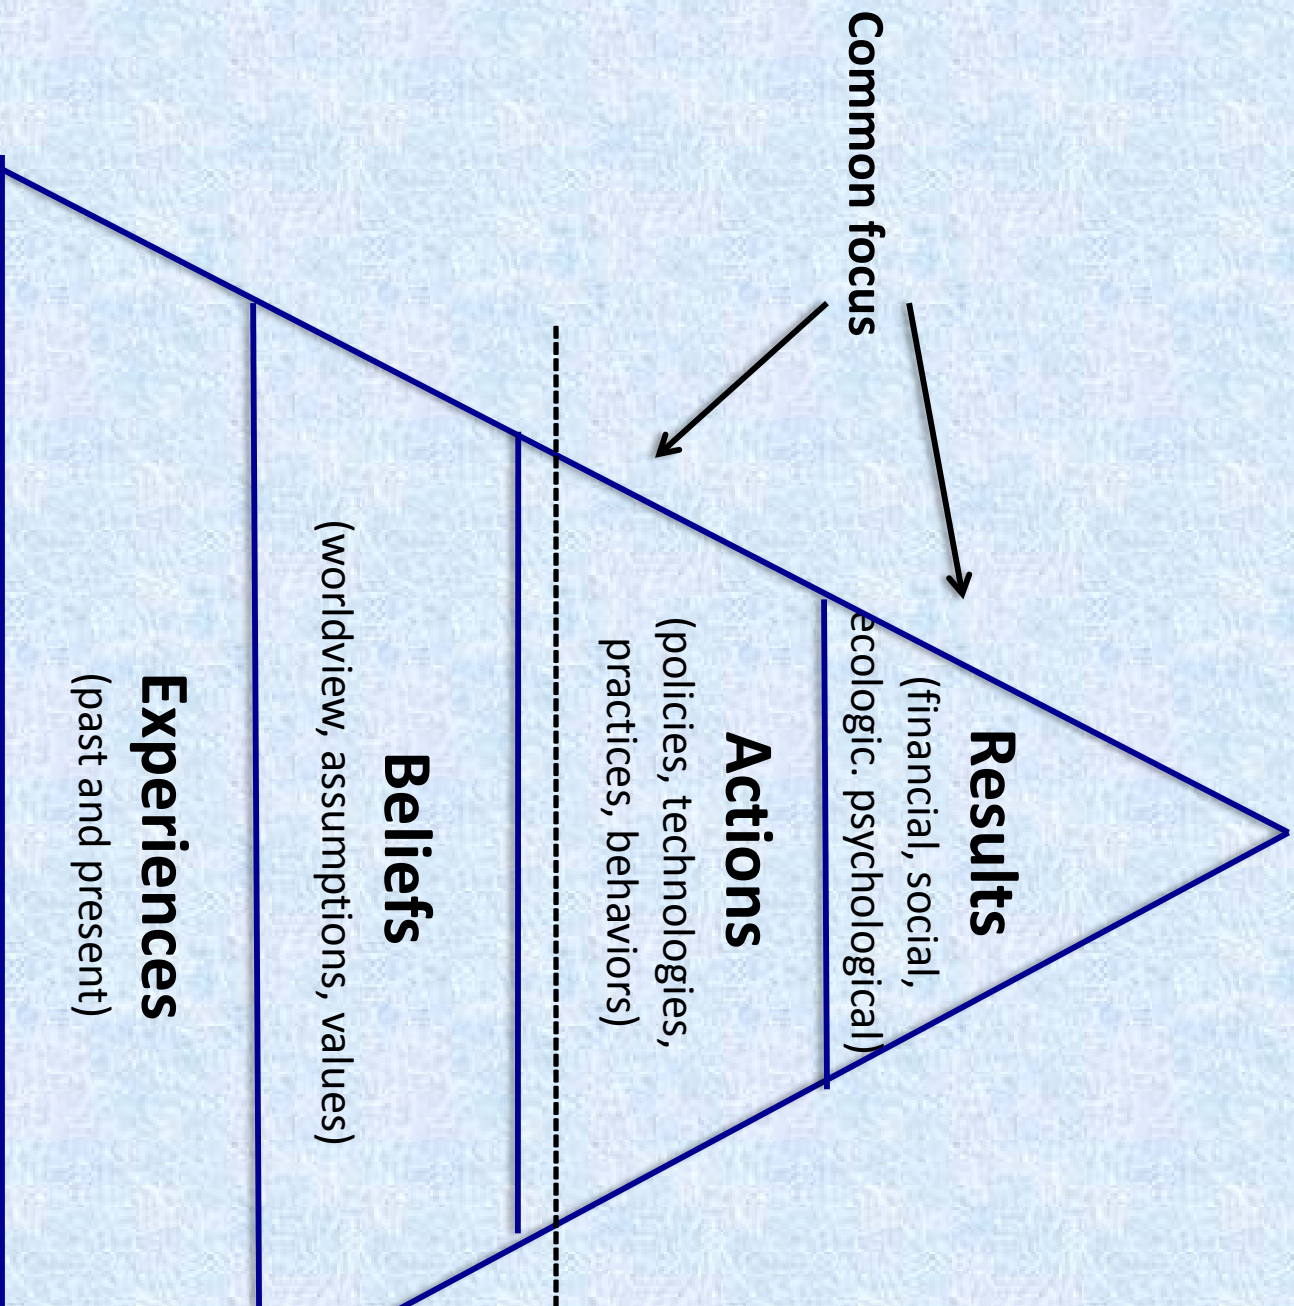 Common focus
Results
(financial, social,
ecologic. psychological)
Actions
(policies, technologies,
practices, behaviors)
Beliefs
(worldview, assumptions, values)
Experiences
(past and present)